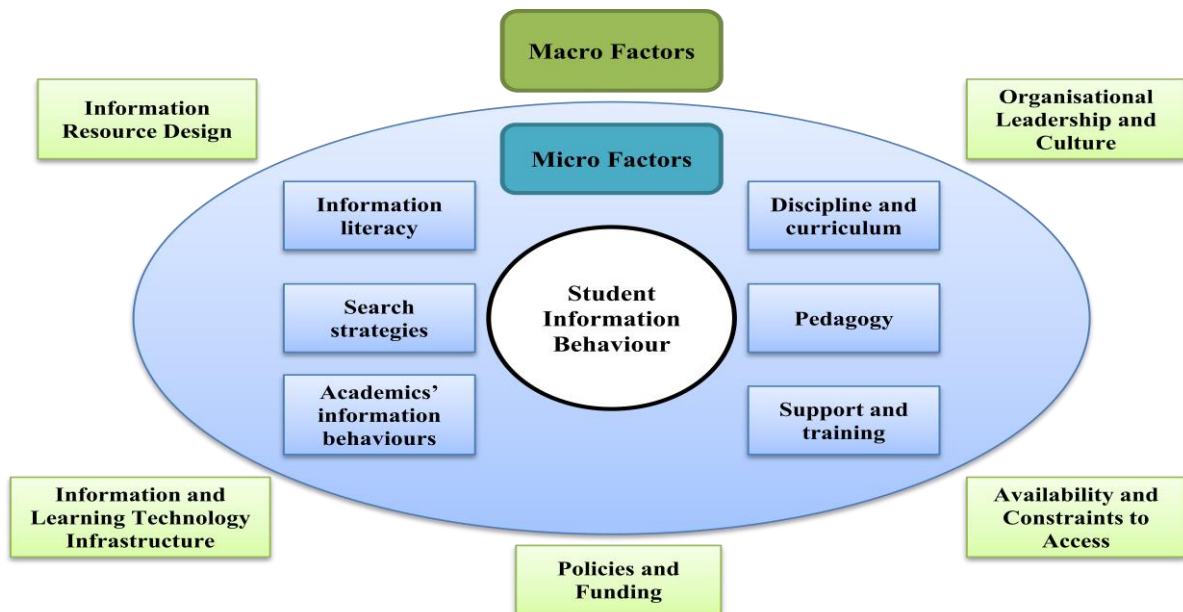 Macro Factors
Information
Resource Design
Organisational
Leadership and
Culture
Micro Factors
Information
literacy
Discipline and
curriculum
Search
strategies
Student
Information
Behaviour
Pedagogy
Academics’
information
behaviours
Support and
training
Information and
Learning Technology
Infrastructure
Availability and
Constraints to
Access
Policies and
Funding